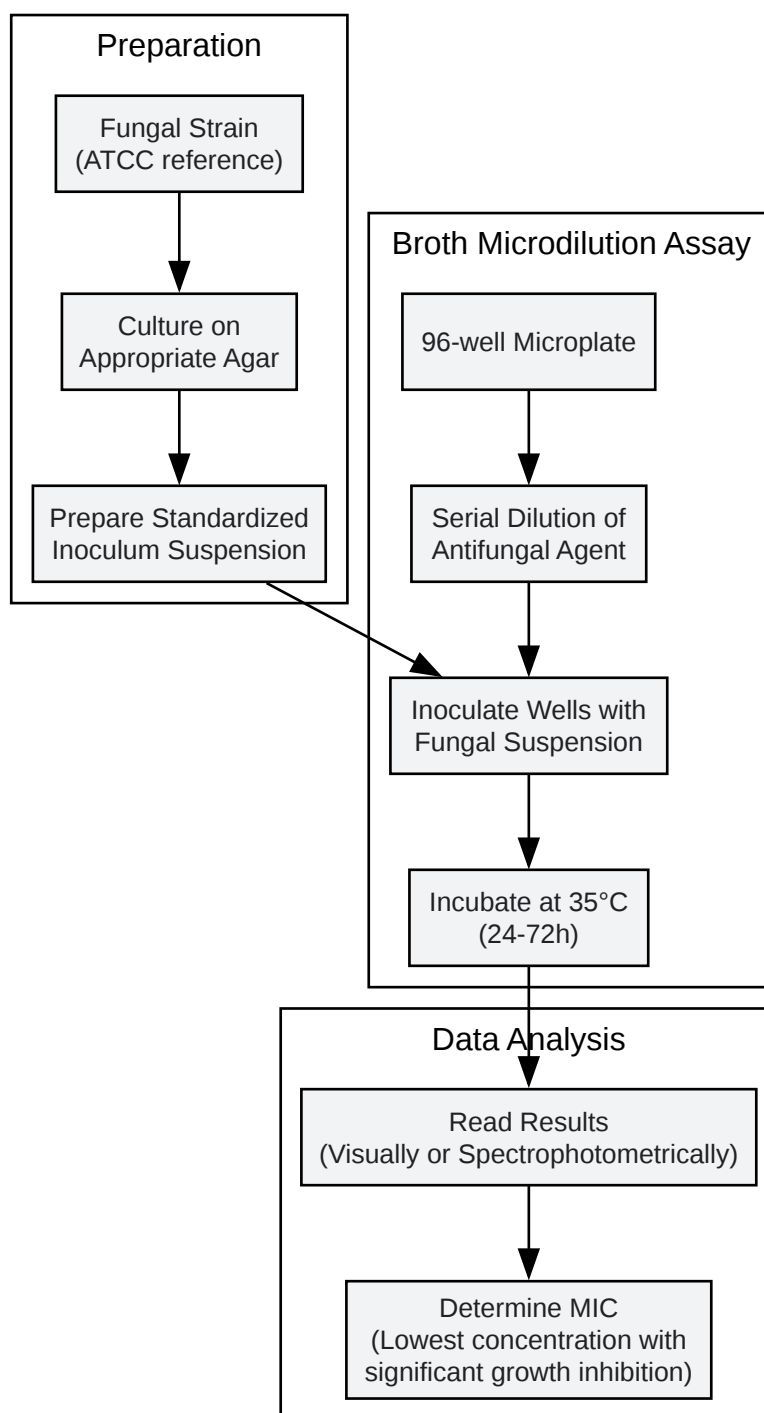 Preparation
Fungal Strain
(ATCC reference)
Culture on
Appropriate Agar
Prepare Standardized
Inoculum Suspension
Broth Microdilution Assay
96-well Microplate
Serial Dilution of
Antifungal Agent
Inoculate Wells with
Fungal Suspension
Incubate at 35°C
(24-72h)
Data Analysis
Read Results
(Visually or Spectrophotometrically)
Determine MIC
(Lowest concentration with
significant growth inhibition)